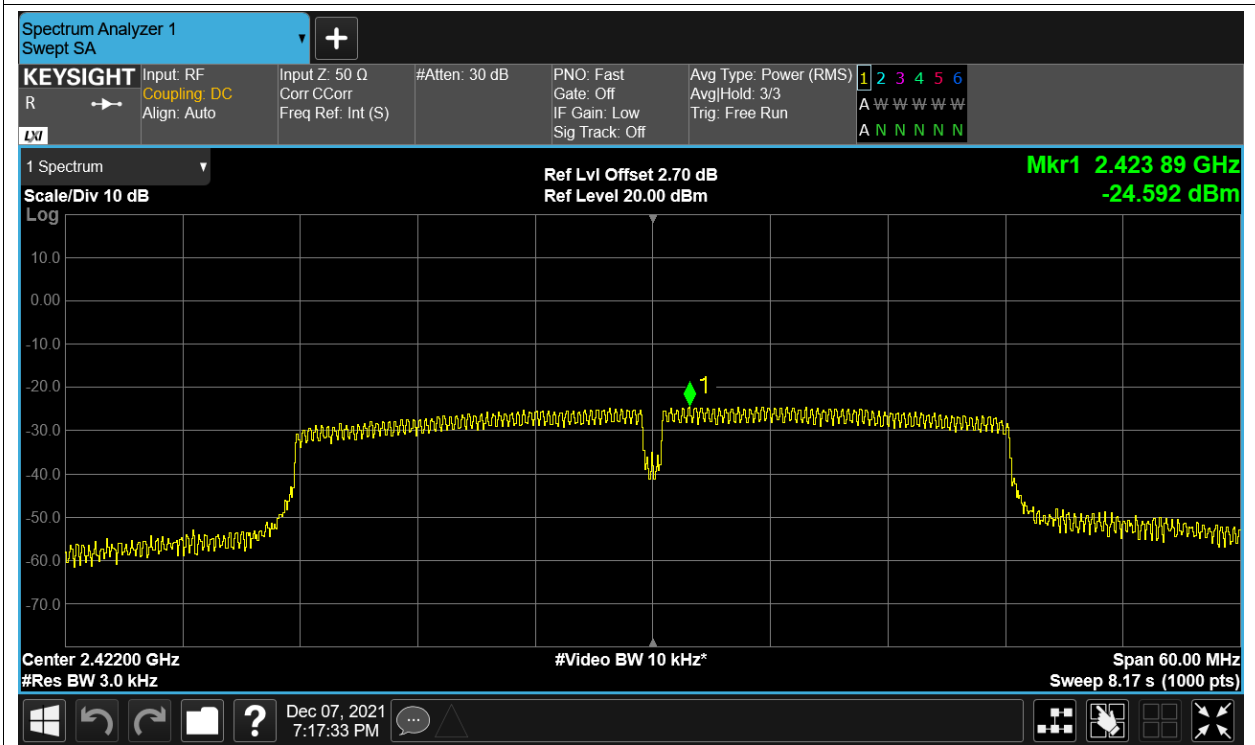 Spectrum Analyzer 1
Swept SA
KEYSIGHT
R
LXI
Input: RF
Coupling: DC
Align: Auto
Input Z: 50 Ω
Corr CCorr
Freq Ref: Int (S)
#Atten: 30 dB
PNO: Fast
Gate: Off
IF Gain: Low
Sig Track: Off
Avg Type: Power (RMS)
Avg|Hold: 3/3
Trig: Free Run
1 2 3 4 5 6
A W W W W W
A N N N N N
1 Spectrum
Scale/Div 10 dB
Log
Ref Lvl Offset 2.70 dB
Ref Level 20.00 dBm
Mkr1 2.423 89 GHz
-24.592 dBm
10.0
0.00
-10.0
-20.0
-30.0
-40.0
-50.0
-60.0
-70.0
1
Center 2.42200 GHz
#Res BW 3.0 kHz
#Video BW 10 kHz*
Span 60.00 MHz
Sweep 8.17 s (1000 pts)
?
Dec 07, 2021
7:17:33 PM